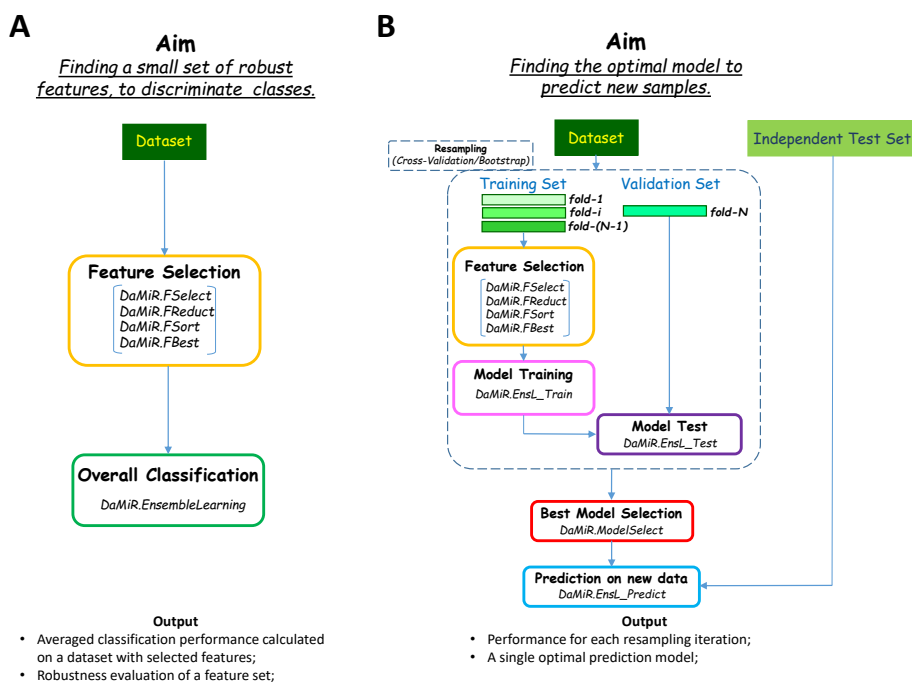 A
Aim
Finding a small set of robust
features, to discriminate classes.
Dataset
Feature Selection
DaMiR.FSelect
DaMiR.FReduct
DaMiR.FSort
DaMiR.FBest
Overall Classification
DaMiR.EnsembleLearning
Output
• Averaged classification performance calculated
on a dataset with selected features;
• Robustness evaluation of a feature set;
B
Aim
Finding the optimal model to
predict new samples.
Dataset
Independent Test Set
Resampling
(Cross-Validation/Bootstrap)
Training Set
Validation Set
fold-1
fold-i
fold-(N-1)
fold-N
Feature Selection
DaMiR.FSelect
DaMiR.FReduct
DaMiR.FSort
DaMiR.FBest
Model Training
DaMiR.EnsL_Train
Model Test
DaMiR.EnsL_Test
Best Model Selection
DaMiR.ModelSelect
Prediction on new data
DaMiR.EnsL_Predict
Output
• Performance for each resampling iteration;
• A single optimal prediction model;